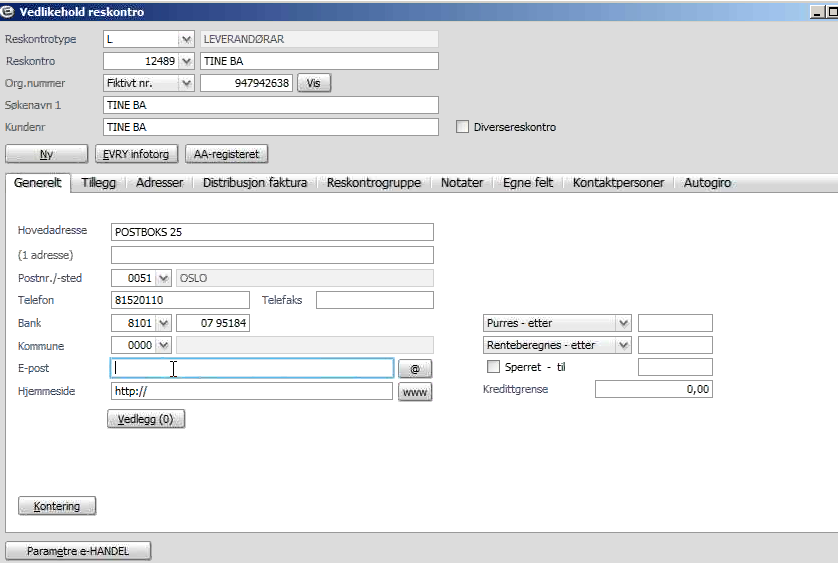 Vedlikehold reskontro
Reskontrotype L LEVERANDØRAR
Reskontro 12489 TINE BA
Org.nummer Fiktivt nr. 947942638 Vis
Søkenavn 1 TINE BA
Kundenr TINE BA Diversereskontro
Ny EVRY infotorg AA-registeret
Generelt Tillegg Adresser Distribusjon faktura Reskontrogruppe Notater Egne felt Kontaktpersoner Autogiro
Hovedadresse POSTBOKS 25
(1 adresse)
Postnr./-sted 0051 OSLO
Telefon 81520110 Telefaks
Bank 8101 07 95184 Purres - etter
Kommune 0000 Renteberegnes - etter
E-post @ Sperret - til
Hjemmeside http:// www Kredittgrense 0,00
Vedlegg (0)
Kontering
Parametre e-HANDEL